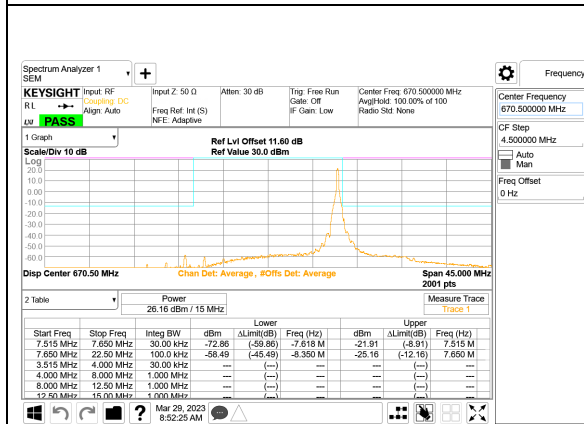 Spectrum Analyzer 1
SEM
+
Frequency
KEYSIGHT Input: RF Input Z: 50 Ω Atten: 30 dB Trig: Free Run Center Freq: 670.500000 MHz
RL Coupling: DC Gate: Off Avg|Hold: 100.00% of 100
Align: Auto Freq Ref: Int (S) IF Gain: Low Radio Std: None
NFE: Adaptive
PASS
Center Frequency
670.500000 MHz
CF Step
4.500000 MHz
Auto
Man
Freq Offset
0 Hz
1 Graph
Ref Lvl Offset 11.60 dB
Scale/Div 10 dB Ref Value 30.0 dBm
Log
20.0
10.0
0.00
-10.0
-20.0
-30.0
-40.0
-50.0
-60.0
Disp Center 670.50 MHz Chan Det: Average, #Offs Det: Average Span 45.000 MHz
2001 pts
2 Table
Power
26.16 dBm / 15 MHz
Measure Trace
Trace 1
Lower Upper
Start Freq Stop Freq Integ BW dBm ΔLimit(dB) Freq (Hz) dBm ΔLimit(dB) Freq (Hz)
7.515 MHz 7.650 MHz 30.00 kHz -72.86 (-59.86) -7.618 M -21.91 (-8.91) 7.515 M
7.650 MHz 22.50 MHz 100.0 kHz -58.49 (-45.49) -8.350 M -25.16 (-12.16) 7.650 M
3.515 MHz 4.000 MHz 30.00 kHz --- (---) --- --- (---) ---
4.000 MHz 8.000 MHz 1.000 MHz --- (---) --- --- (---) ---
8.000 MHz 12.50 MHz 1.000 MHz --- (---) --- --- (---) ---
12.50 MHz 15.00 MHz 1.000 MHz --- (---) --- --- (---) ---
? Mar 29, 2023
8:52:25 AM